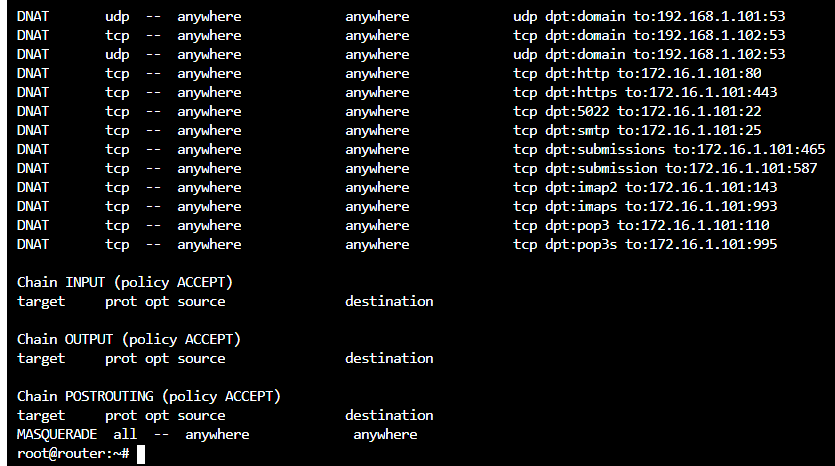 DNAT udp -- anywhere anywhere udp dpt:domain to:192.168.1.101:53
DNAT tcp -- anywhere anywhere tcp dpt:domain to:192.168.1.102:53
DNAT udp -- anywhere anywhere udp dpt:domain to:192.168.1.102:53
DNAT tcp -- anywhere anywhere tcp dpt:http to:172.16.1.101:80
DNAT tcp -- anywhere anywhere tcp dpt:https to:172.16.1.101:443
DNAT tcp -- anywhere anywhere tcp dpt:5022 to:172.16.1.101:22
DNAT tcp -- anywhere anywhere tcp dpt:smtp to:172.16.1.101:25
DNAT tcp -- anywhere anywhere tcp dpt:submissions to:172.16.1.101:465
DNAT tcp -- anywhere anywhere tcp dpt:submission to:172.16.1.101:587
DNAT tcp -- anywhere anywhere tcp dpt:imap2 to:172.16.1.101:143
DNAT tcp -- anywhere anywhere tcp dpt:imaps to:172.16.1.101:993
DNAT tcp -- anywhere anywhere tcp dpt:pop3 to:172.16.1.101:110
DNAT tcp -- anywhere anywhere tcp dpt:pop3s to:172.16.1.101:995
Chain INPUT (policy ACCEPT)
target prot opt source destination
Chain OUTPUT (policy ACCEPT)
target prot opt source destination
Chain POSTROUTING (policy ACCEPT)
target prot opt source destination
MASQUERADE all -- anywhere anywhere
root@router:~#